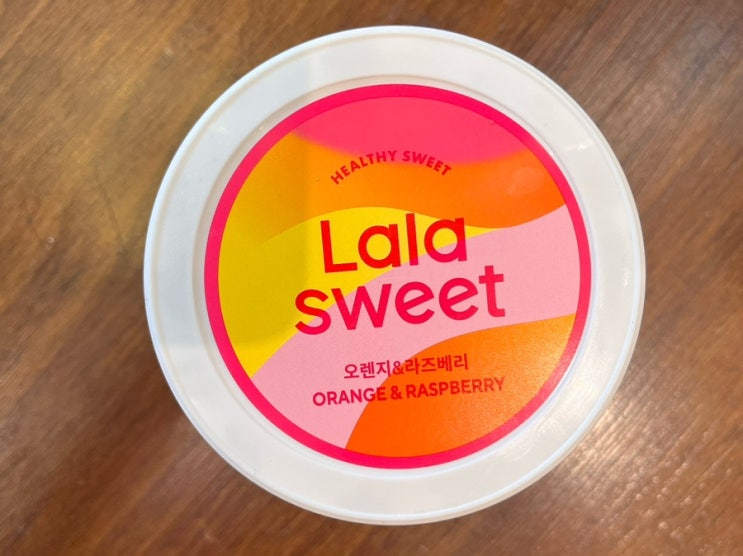 HEALTHY SWEET
Lala
sweet
오렌지&라즈베리
ORANGE & RASPBERRY